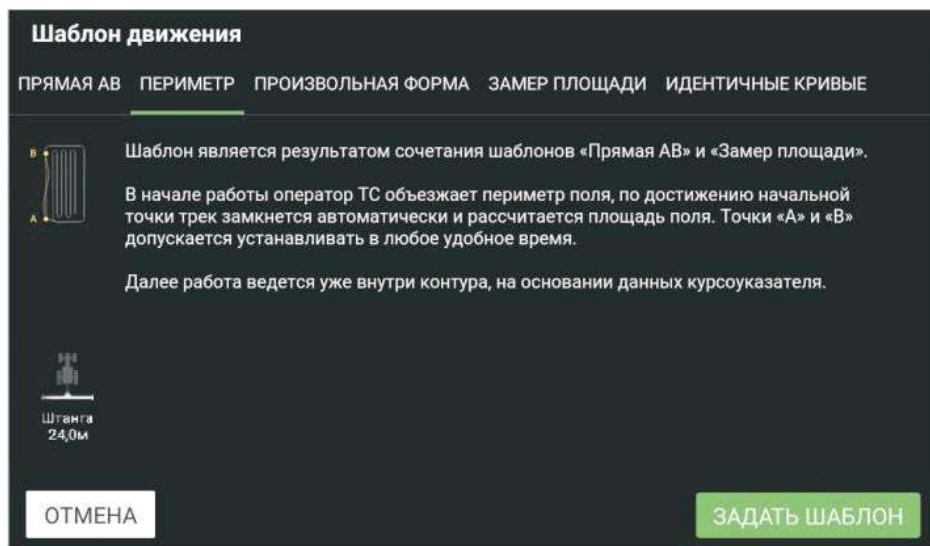 Шаблон движения
ПРЯМАЯ АВ ПЕРИМЕТР ПРОИЗВОЛЬНАЯ ФОРМА ЗАМЕР ПЛОЩАДИ ИДЕНТИЧНЫЕ КРИВЫЕ
B
A
Шаблон является результатом сочетания шаблонов «Прямая АВ» и «Замер площади».
В начале работы оператор ТС объезжает периметр поля, по достижению начальной
точки трек замкнется автоматически и рассчитается площадь поля. Точки «А» и «В»
допускается устанавливать в любое удобное время.
Далее работа ведется уже внутри контура, на основании данных курсоуказателя.
Штанга
24,0м
ОТМЕНА
ЗАДАТЬ ШАБЛОН